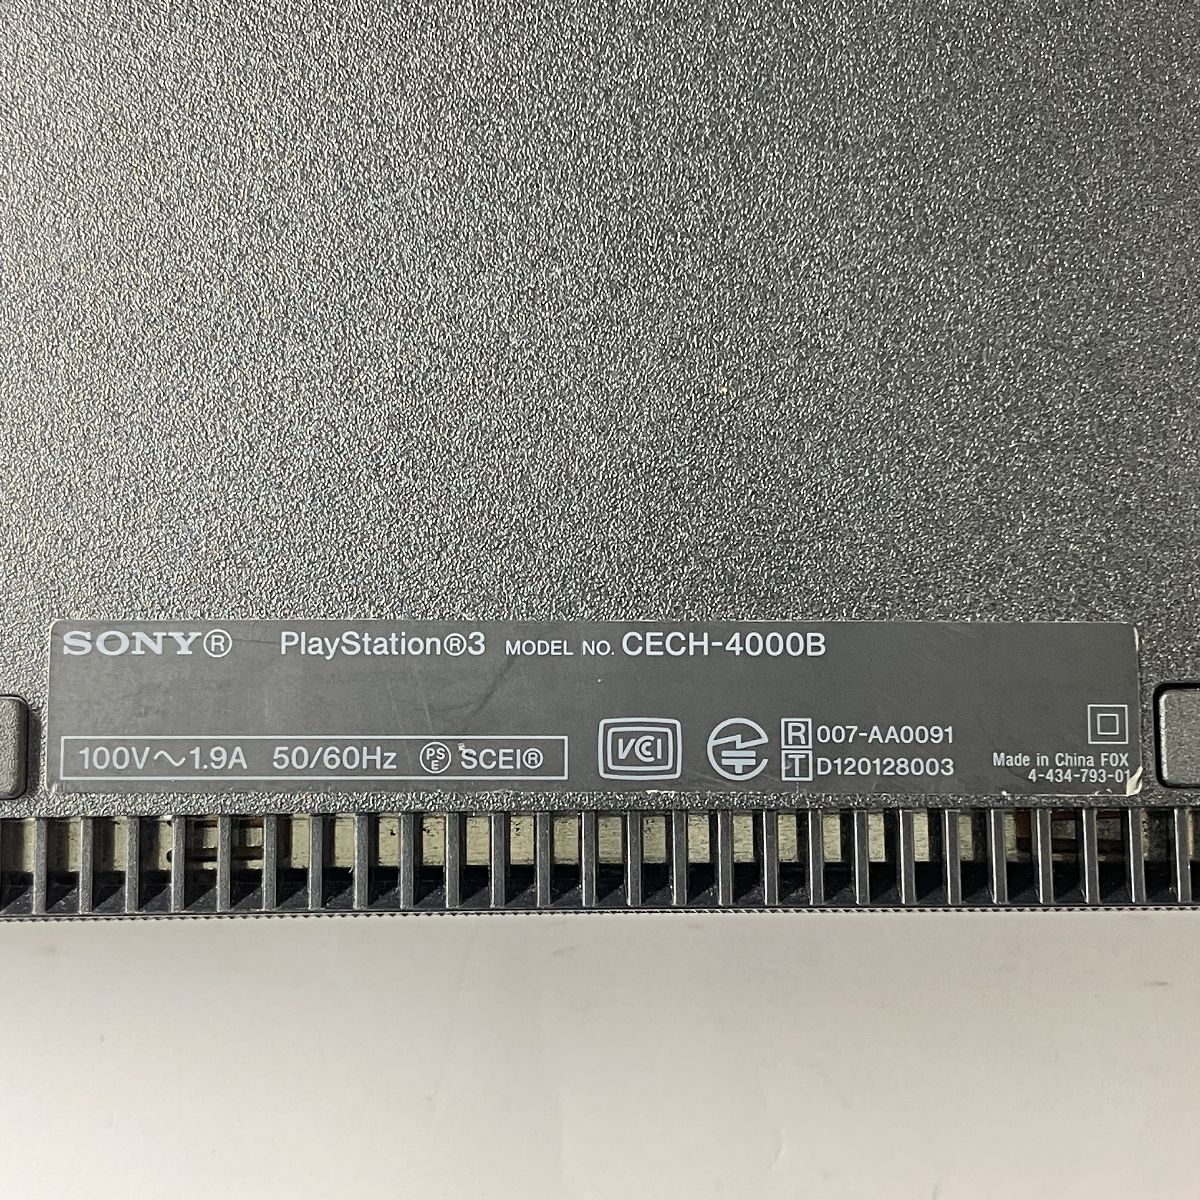 SONY® PlayStation®3 MODEL NO. CECH-4000B
100V～1.9A 50/60Hz PSE SCEI®
VCCI
R 007-AA0091
T D120128003
Made in China FOX
4-434-793-01